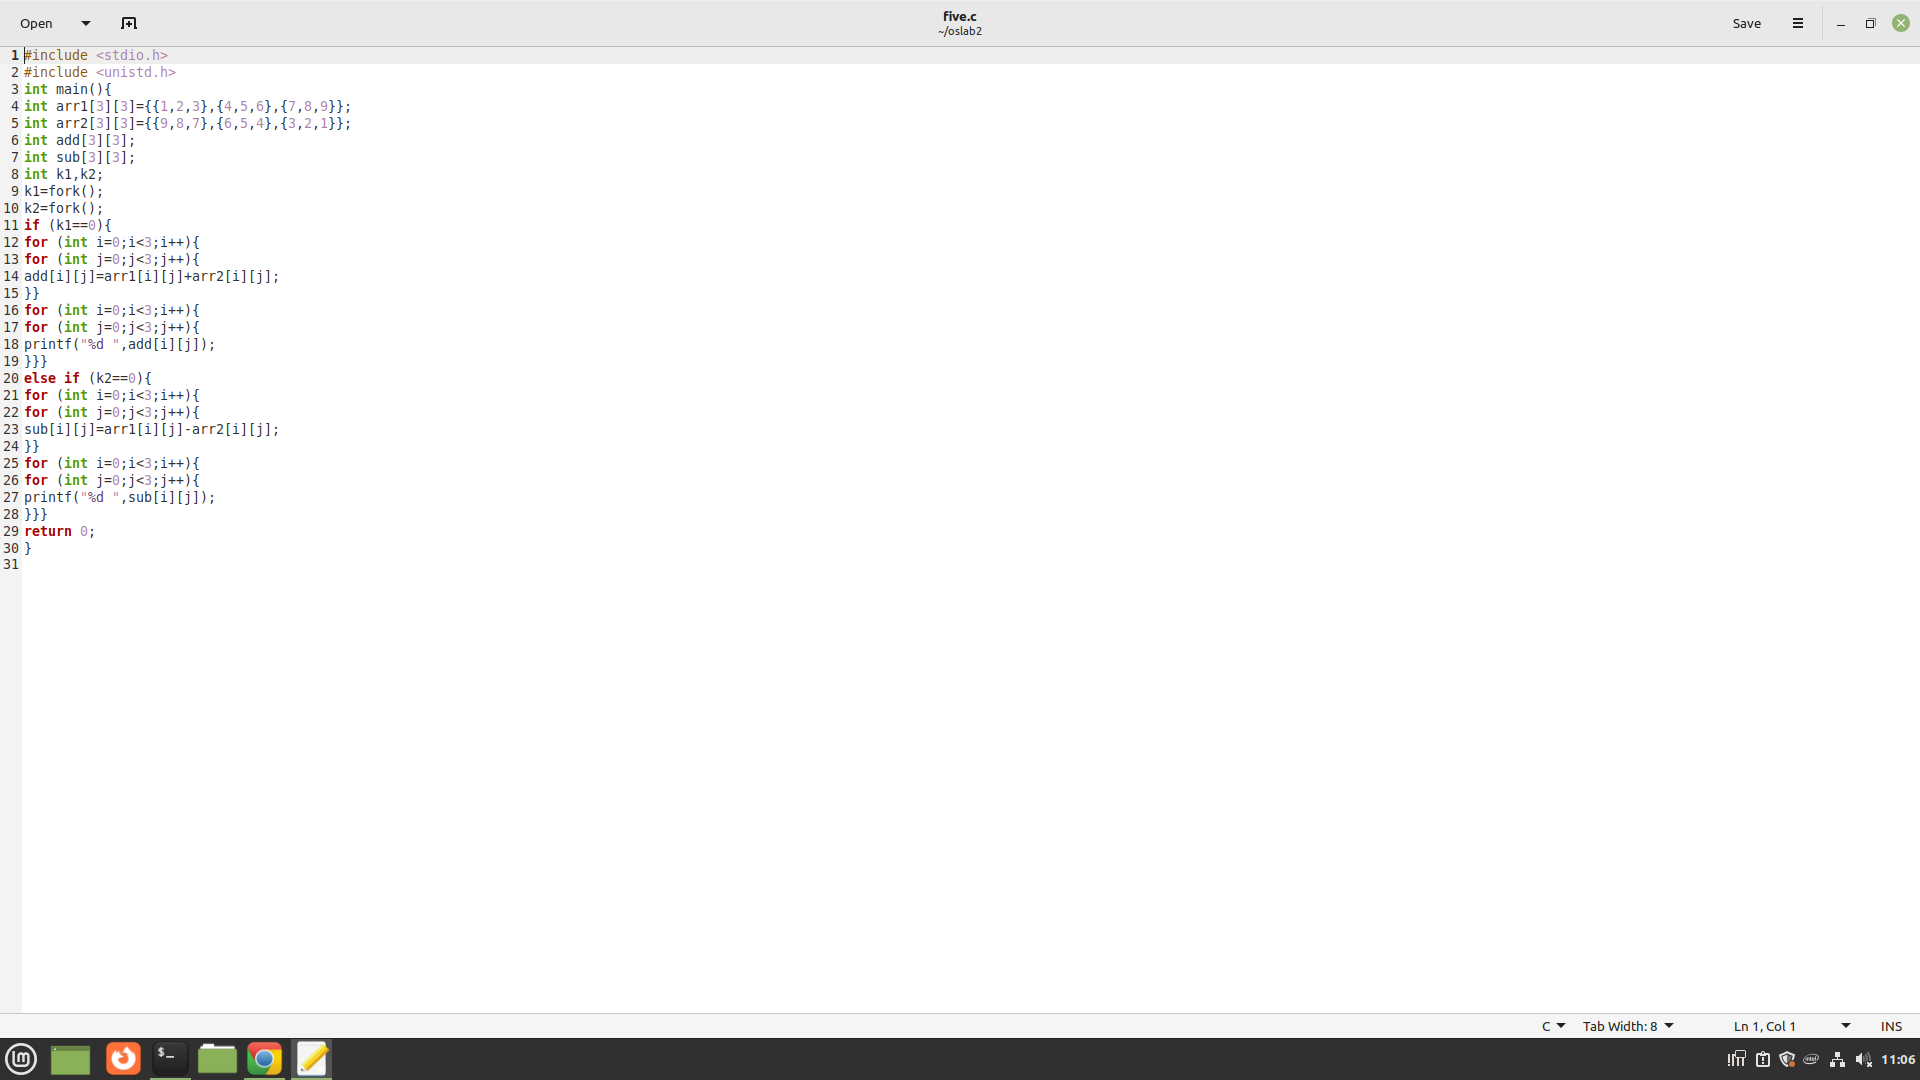 Open
five.c
~/oslab2
Save
1 #include <stdio.h>
2 #include <unistd.h>
3 int main(){
4 int arr1[3][3]={{1,2,3},{4,5,6},{7,8,9}};
5 int arr2[3][3]={{9,8,7},{6,5,4},{3,2,1}};
6 int add[3][3];
7 int sub[3][3];
8 int k1,k2;
9 k1=fork();
10 k2=fork();
11 if (k1==0){
12 for (int i=0;i<3;i++){
13 for (int j=0;j<3;j++){
14 add[i][j]=arr1[i][j]+arr2[i][j];
15 }}
16 for (int i=0;i<3;i++){
17 for (int j=0;j<3;j++){
18 printf("%d ",add[i][j]);
19 }}}
20 else if (k2==0){
21 for (int i=0;i<3;i++){
22 for (int j=0;j<3;j++){
23 sub[i][j]=arr1[i][j]-arr2[i][j];
24 }}
25 for (int i=0;i<3;i++){
26 for (int j=0;j<3;j++){
27 printf("%d ",sub[i][j]);
28 }}}
29 return 0;
30 }
31
C Tab Width: 8 Ln 1, Col 1 INS
11:06